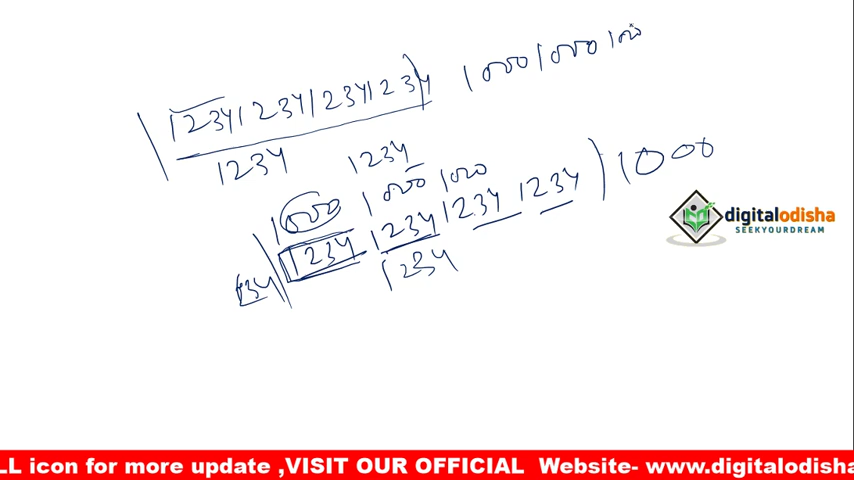 1234123412341234 100010001000
1234 1234
1000 1000 1000
1234 1234 1234 1234 1234 ) 1000
1234
digitalodisha
SEEKYOURDREAM
LL icon for more update ,VISIT OUR OFFICIAL Website- www.digitalodisha